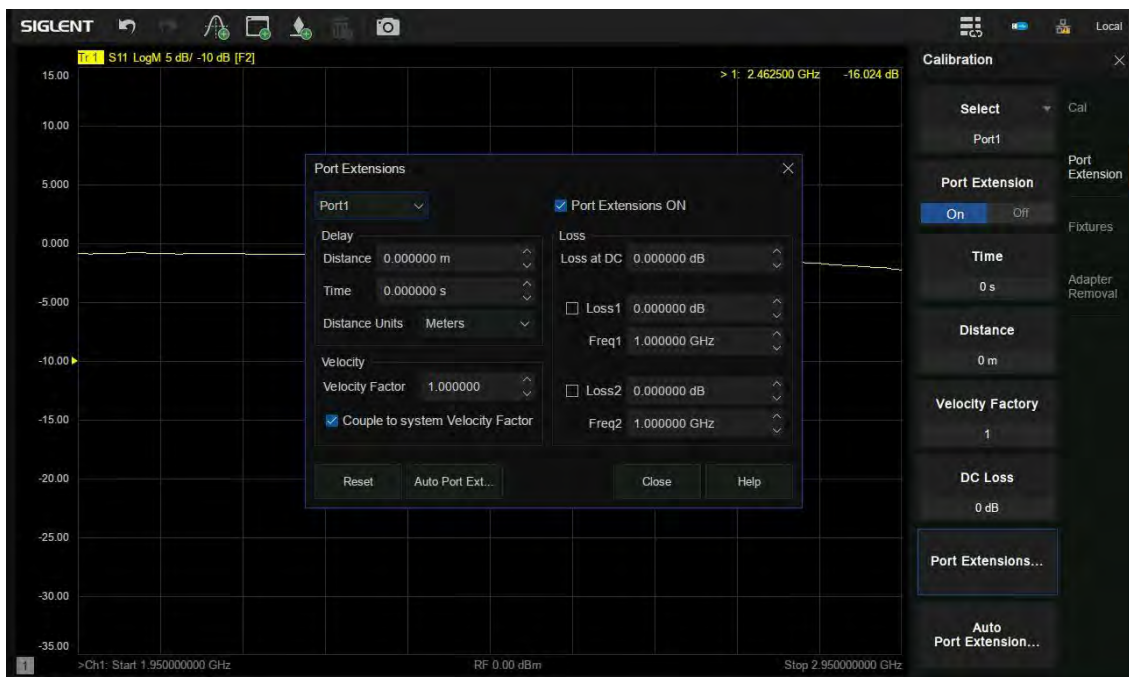 SIGLENT
Local
Tr 1 S11 LogM 5 dB/ -10 dB [F2]
> 1: 2.462500 GHz -16.024 dB
15.00
10.00
5.000
0.000
-5.000
-10.00
-15.00
-20.00
-25.00
-30.00
-35.00
Port Extensions
Port1
Port Extensions ON
Delay
Distance 0.000000 m
Time 0.000000 s
Distance Units Meters
Velocity
Velocity Factor 1.000000
Couple to system Velocity Factor
Loss
Loss at DC 0.000000 dB
Loss1 0.000000 dB
Freq1 1.000000 GHz
Loss2 0.000000 dB
Freq2 1.000000 GHz
Reset
Auto Port Ext...
Close
Help
1
>Ch1: Start 1.950000000 GHz
RF 0.00 dBm
Stop 2.950000000 GHz
Calibration
Select
Port1
Port Extension
On Off
Time
0 s
Distance
0 m
Velocity Factory
1
DC Loss
0 dB
Port Extensions...
Auto
Port Extension...
Cal
Port
Extension
Fixtures
Adapter
Removal